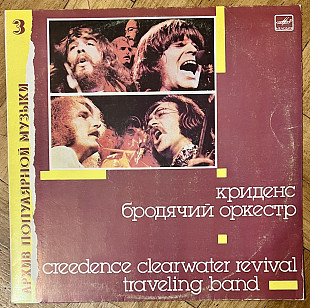 3
АРХИВ ПОПУЛЯРНОЙ МУЗЫКИ
криденс
бродячий оркестр
creedence clearwater revival
traveling band